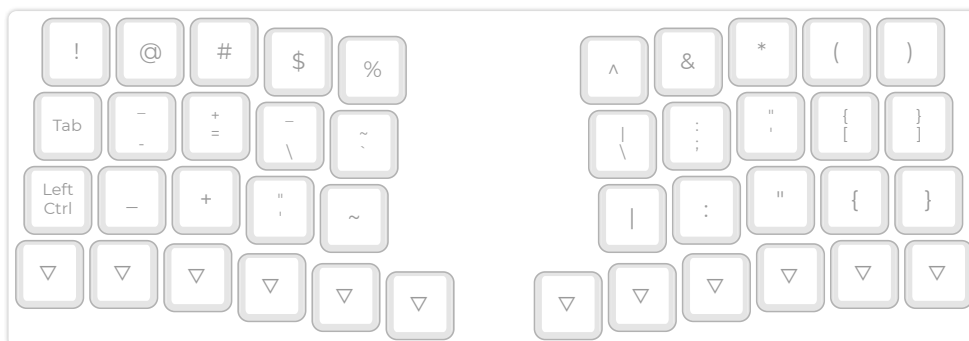 ! @ # $ % ^ & * ( )
Tab _ - + = _ \ ~ ` | \ : ; " ' { [ } ]
Left Ctrl _ + " ' ~ | : " { }
▽ ▽ ▽ ▽ ▽ ▽ ▽ ▽ ▽ ▽ ▽ ▽